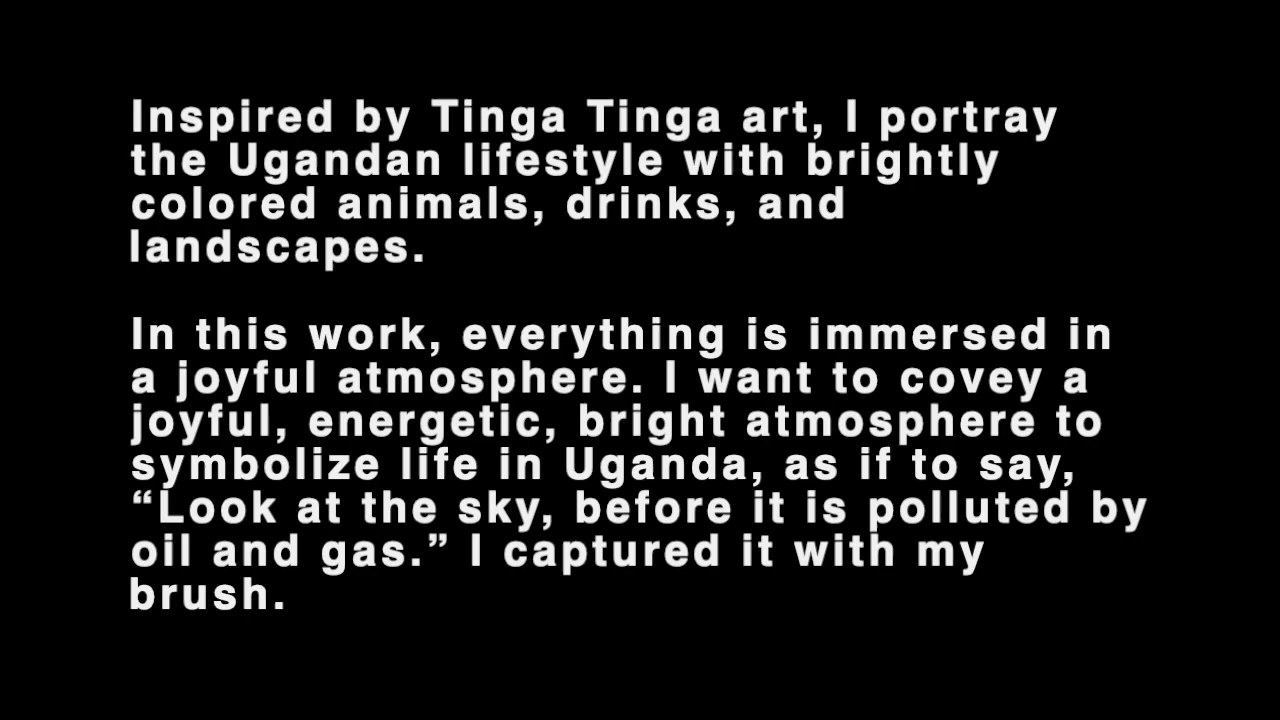 Inspired by Tinga Tinga art, I portray
the Ugandan lifestyle with brightly
colored animals, drinks, and
landscapes.
In this work, everything is immersed in
a joyful atmosphere. I want to covey a
joyful, energetic, bright atmosphere to
symbolize life in Uganda, as if to say,
“Look at the sky, before it is polluted by
oil and gas.” I captured it with my
brush.